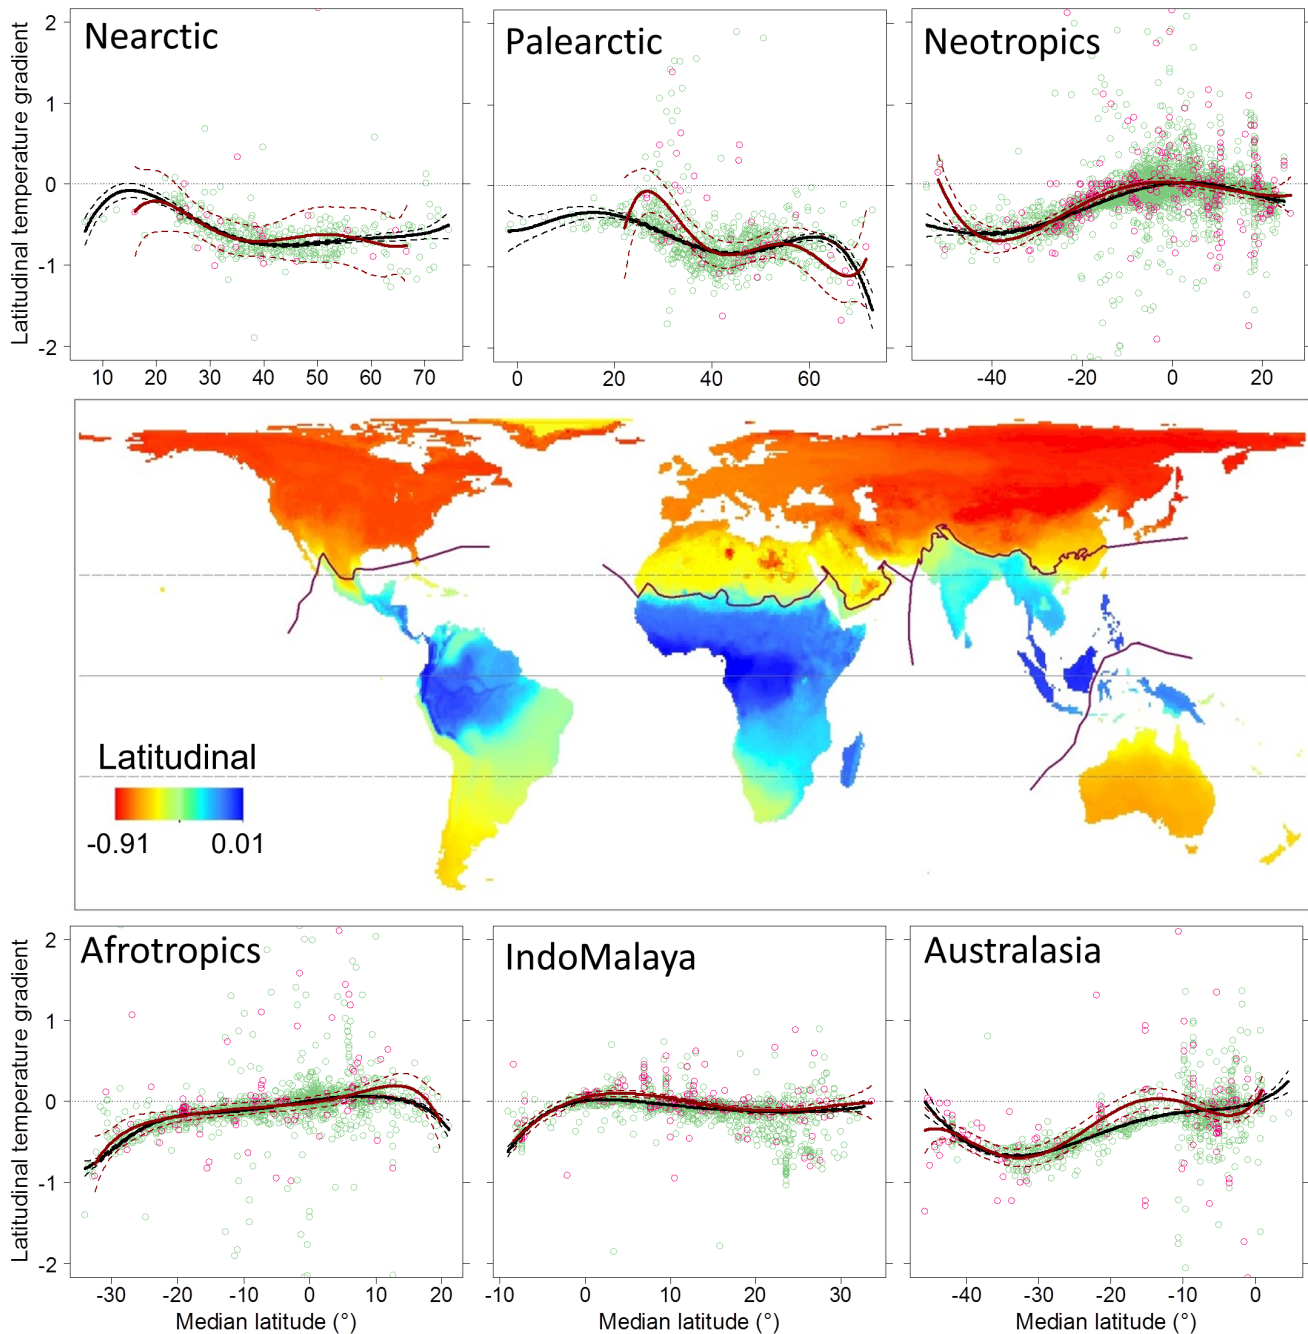 Nearctic
Palearctic
Neotropics
Latitudinal temperature gradient
2
1
0
-1
-2
10 20 30 40 50 60 70
0 20 40 60
-40 -20 0 20
Latitudinal
-0.91 0.01
Afrotropics
IndoMalaya
Australasia
Latitudinal temperature gradient
2
1
0
-1
-2
-30 -20 -10 0 10 20
-10 0 10 20 30
-40 -30 -20 -10 0
Median latitude (°)
Median latitude (°)
Median latitude (°)